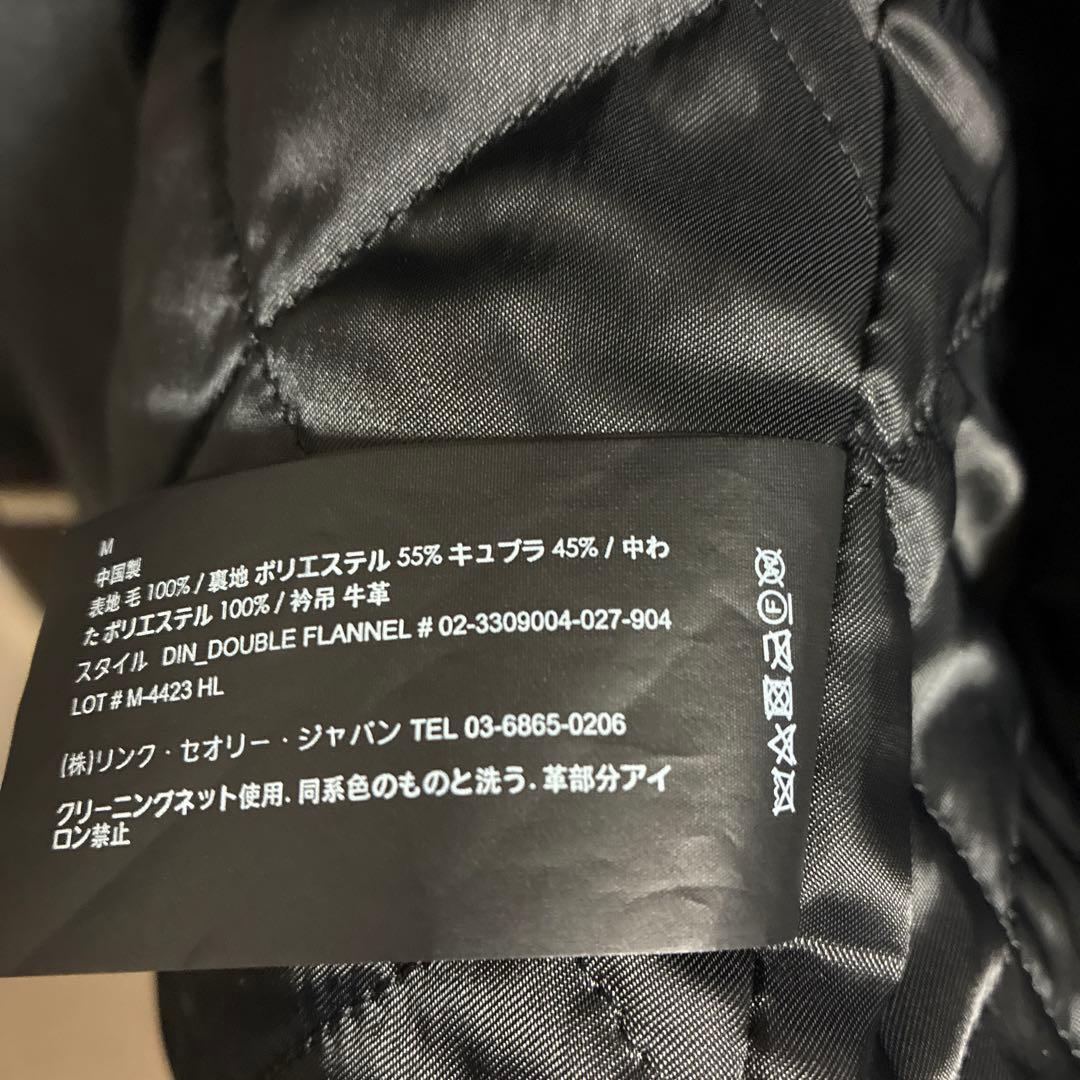 M
中国製
表地 毛 100% / 裏地 ポリエステル 55% キュプラ 45% / 中わ
た ポリエステル 100% / 衿吊 牛革
スタイル DIN_DOUBLE FLANNEL # 02-3309004-027-904
LOT # M-4423 HL
(株)リンク・セオリー・ジャパン TEL 03-6865-0206
クリーニングネット使用. 同系色のものと洗う. 革部分アイ
ロン禁止
F